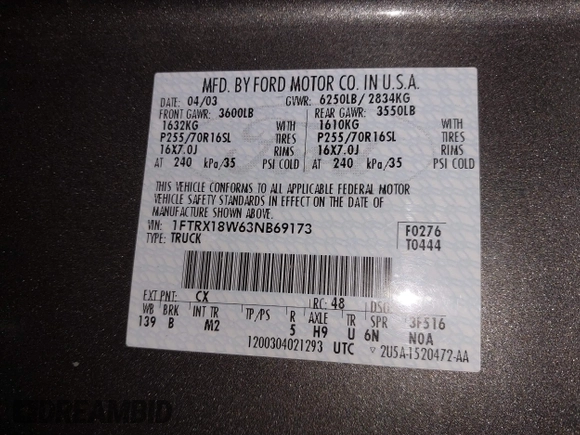 MFD. BY FORD MOTOR CO. IN U.S.A.
DATE: 04/03 GVWR: 6250LB/ 2834KG
FRONT GAWR: 3600LB REAR GAWR: 3550LB
1632KG WITH 1610KG WITH
P255/70R16SL TIRES P255/70R16SL TIRES
16X7.0J RIMS 16X7.0J RIMS
AT 240 kPa/35 PSI COLD AT 240 kPa/35 PSI COLD
THIS VEHICLE CONFORMS TO ALL APPLICABLE FEDERAL MOTOR
VEHICLE SAFETY STANDARDS IN EFFECT ON THE DATE OF
MANUFACTURE SHOWN ABOVE.
VIN: 1FTRX18W63NB69173 F0276
TYPE: TRUCK T0444
EXT PNT: CX RC: 48 DSO:
WB BRK INT TR TP/PS R AXLE TR SPR 3F516
139 B M2 5 H9 U 6N NOA
1200304021293 UTC 2U5A-1520472-AA
DREAMBID